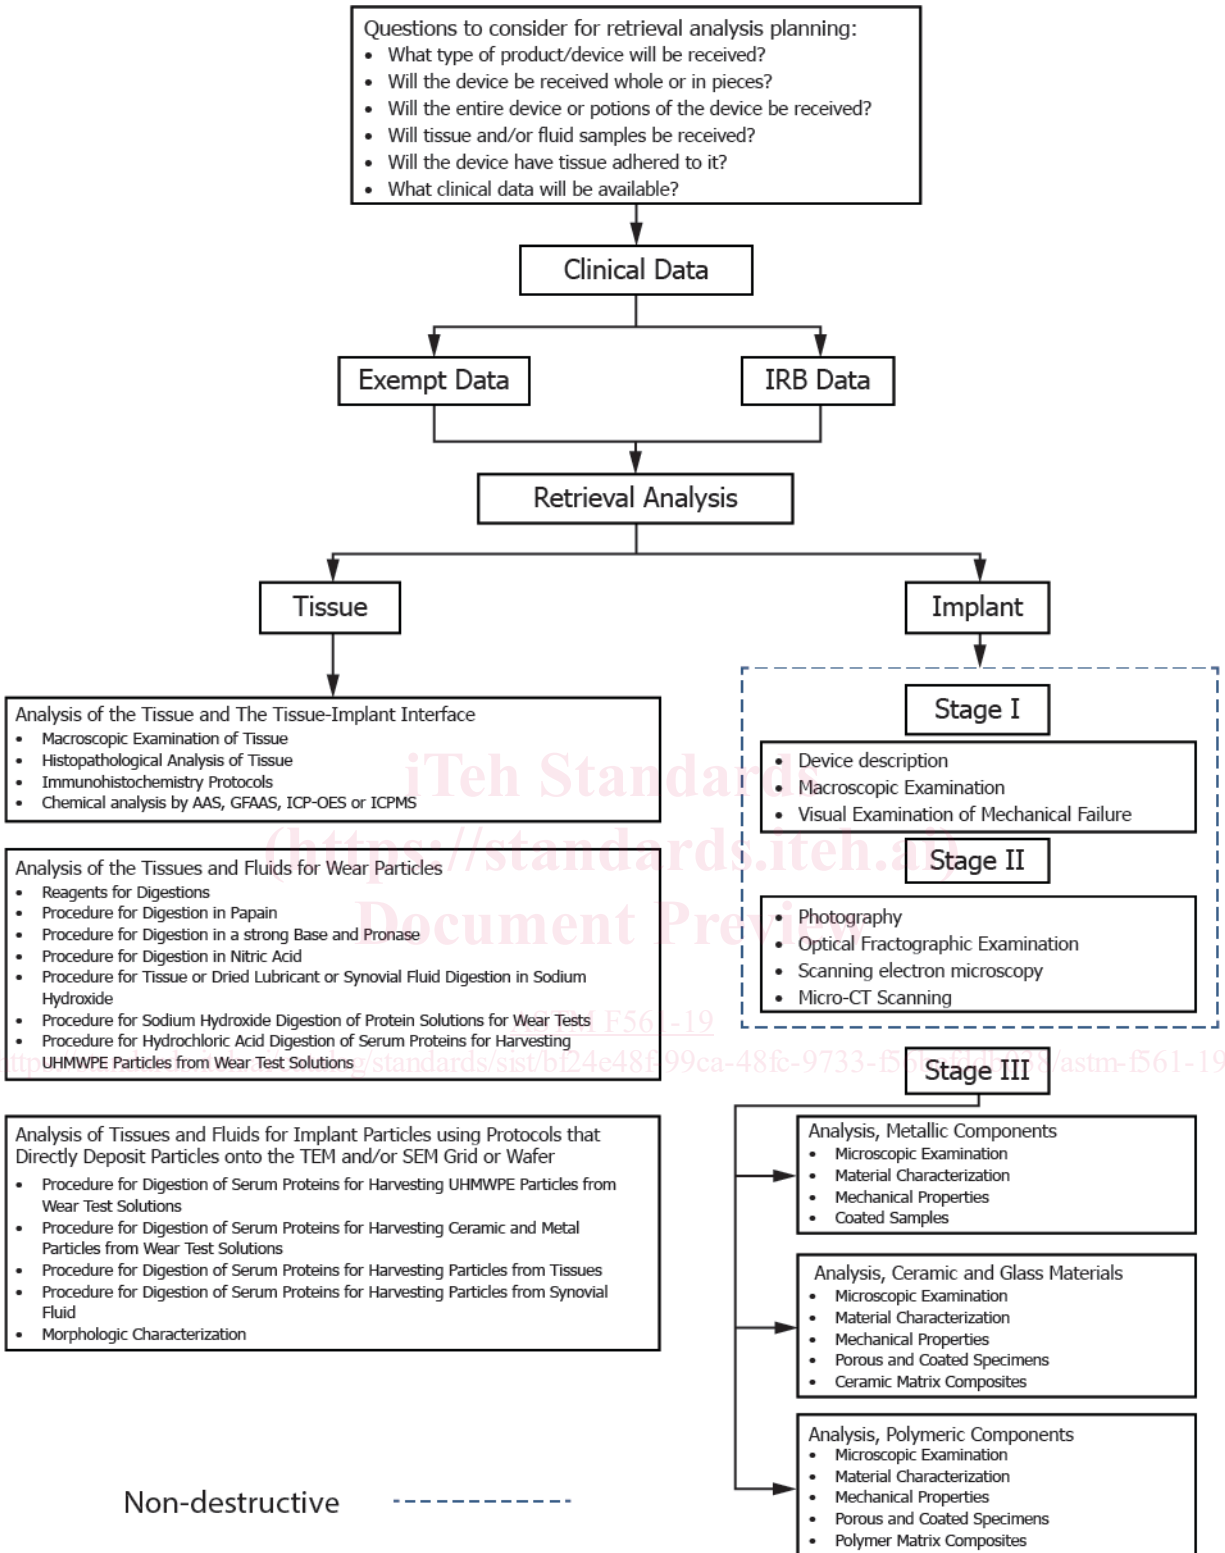 Questions to consider for retrieval analysis planning:
• What type of product/device will be received?
• Will the device be received whole or in pieces?
• Will the entire device or potions of the device be received?
• Will tissue and/or fluid samples be received?
• Will the device have tissue adhered to it?
• What clinical data will be available?
Clinical Data
Exempt Data
IRB Data
Retrieval Analysis
Tissue
Implant
Analysis of the Tissue and The Tissue-Implant Interface
• Macroscopic Examination of Tissue
• Histopathological Analysis of Tissue
• Immunohistochemistry Protocols
• Chemical analysis by AAS, GFAAS, ICP-OES or ICPMS
Analysis of the Tissues and Fluids for Wear Particles
• Reagents for Digestions
• Procedure for Digestion in Papain
• Procedure for Digestion in a strong Base and Pronase
• Procedure for Digestion in Nitric Acid
• Procedure for Tissue or Dried Lubricant or Synovial Fluid Digestion in Sodium
Hydroxide
• Procedure for Sodium Hydroxide Digestion of Protein Solutions for Wear Tests
• Procedure for Hydrochloric Acid Digestion of Serum Proteins for Harvesting
UHMWPE Particles from Wear Test Solutions
Analysis of Tissues and Fluids for Implant Particles using Protocols that
Directly Deposit Particles onto the TEM and/or SEM Grid or Wafer
• Procedure for Digestion of Serum Proteins for Harvesting UHMWPE Particles from
Wear Test Solutions
• Procedure for Digestion of Serum Proteins for Harvesting Ceramic and Metal
Particles from Wear Test Solutions
• Procedure for Digestion of Serum Proteins for Harvesting Particles from Tissues
• Procedure for Digestion of Serum Proteins for Harvesting Particles from Synovial
Fluid
• Morphologic Characterization
Stage I
• Device description
• Macroscopic Examination
• Visual Examination of Mechanical Failure
Stage II
• Photography
• Optical Fractographic Examination
• Scanning electron microscopy
• Micro-CT Scanning
Stage III
Analysis, Metallic Components
• Microscopic Examination
• Material Characterization
• Mechanical Properties
• Coated Samples
Analysis, Ceramic and Glass Materials
• Microscopic Examination
• Material Characterization
• Mechanical Properties
• Porous and Coated Specimens
• Ceramic Matrix Composites
Analysis, Polymeric Components
• Microscopic Examination
• Material Characterization
• Mechanical Properties
• Porous and Coated Specimens
• Polymer Matrix Composites
Non-destructive
iTeh Standards
(https://standards.iteh.ai)
Document Preview
ASTM F561-19
/astm-f561-19